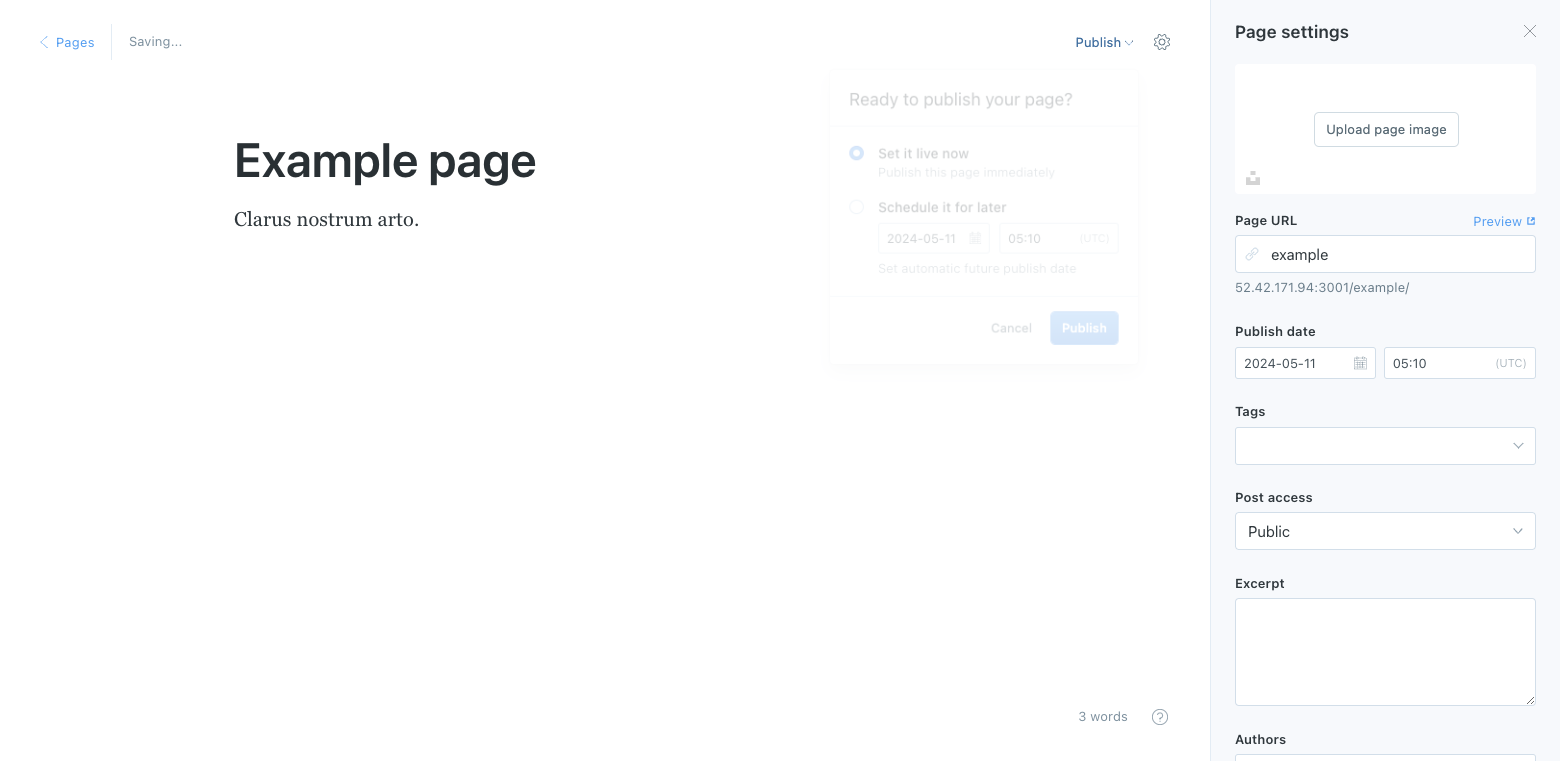 Pages
Saving...
Publish
Ready to publish your page?
Set it live now
Publish this page immediately
Schedule it for later
2024-05-11
05:10
(UTC)
Set automatic future publish date
Cancel
Publish
Example page
Clarus nostrum arto.
3 words
?
Page settings
Upload page image
Page URL
Preview
example
52.42.171.94:3001/example/
Publish date
2024-05-11
05:10
(UTC)
Tags
Post access
Public
Excerpt
Authors